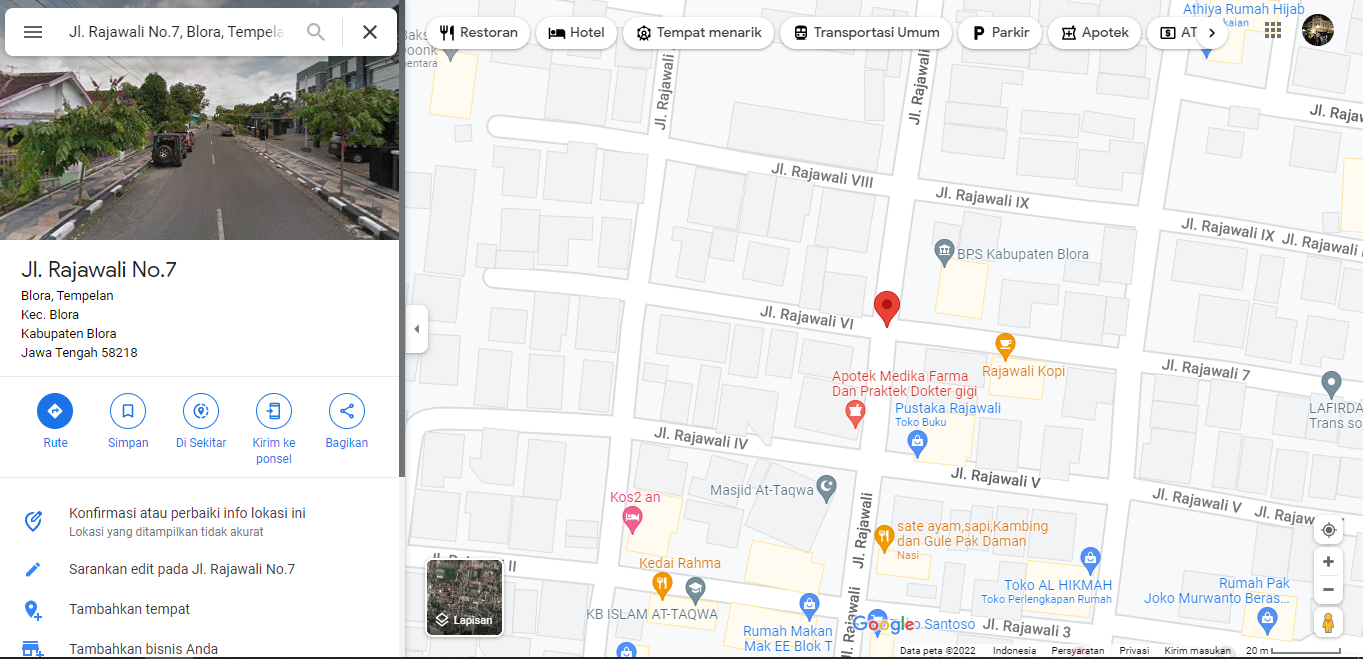 Jl. Rajawali No.7, Blora, Tempela
Restoran
Hotel
Tempat menarik
Transportasi Umum
Parkir
Apotek
AT
Athiya Rumah Hijab
kaian
entara
Jl. Rajawali
Jl. Rajawali
Jl. Rajawali VIII
Jl. Rajawali IX
Jl. Rajawali IX
Jl. Rajawali
BPS Kabupaten Blora
Jl. Rajawali VI
Rajawali Kopi
Jl. Rajawali 7
Apotek Medika Farma
Dan Praktek Dokter gigi
Pustaka Rajawali
Toko Buku
LAFIRDA
Trans so
Jl. Rajawali IV
Jl. Rajawali V
Jl. Rajawali V
Masjid At-Taqwa
Kos2 an
Jl. Rajawali
sate ayam,sapi,Kambing
dan Gule Pak Daman
Nasi
Kedai Rahma
KB ISLAM AT-TAQWA
Toko AL HIKMAH
Toko Perlengkapan Rumah
Rumah Pak
Joko Murwanto Beras...
Rumah Makan
Mak EE Blok T
Jl. Rajawali
Google
Santoso
Jl. Rajawali 3
Jl. Rajawali No.7
Blora, Tempelan
Kec. Blora
Kabupaten Blora
Jawa Tengah 58218
Rute
Simpan
Di Sekitar
Kirim ke
ponsel
Bagikan
Konfirmasi atau perbaiki info lokasi ini
Lokasi yang ditampilkan tidak akurat
Sarankan edit pada Jl. Rajawali No.7
Tambahkan tempat
Tambahkan bisnis Anda
Lapisan
Data peta ©2022
Indonesia
Persyaratan
Privasi
Kirim masukan
20 m